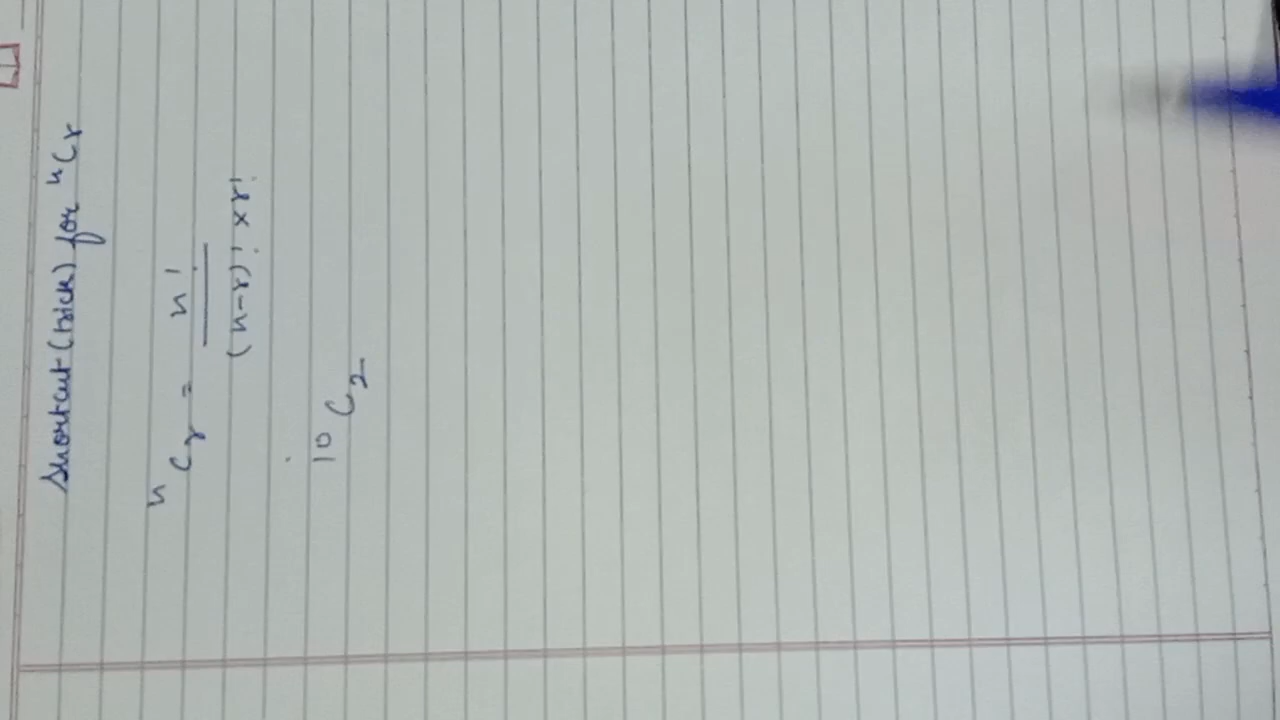 Shortcut (trick) for ⁿCr
ⁿCᵣ = n!
(n-r)! × r!
¹⁰C₂